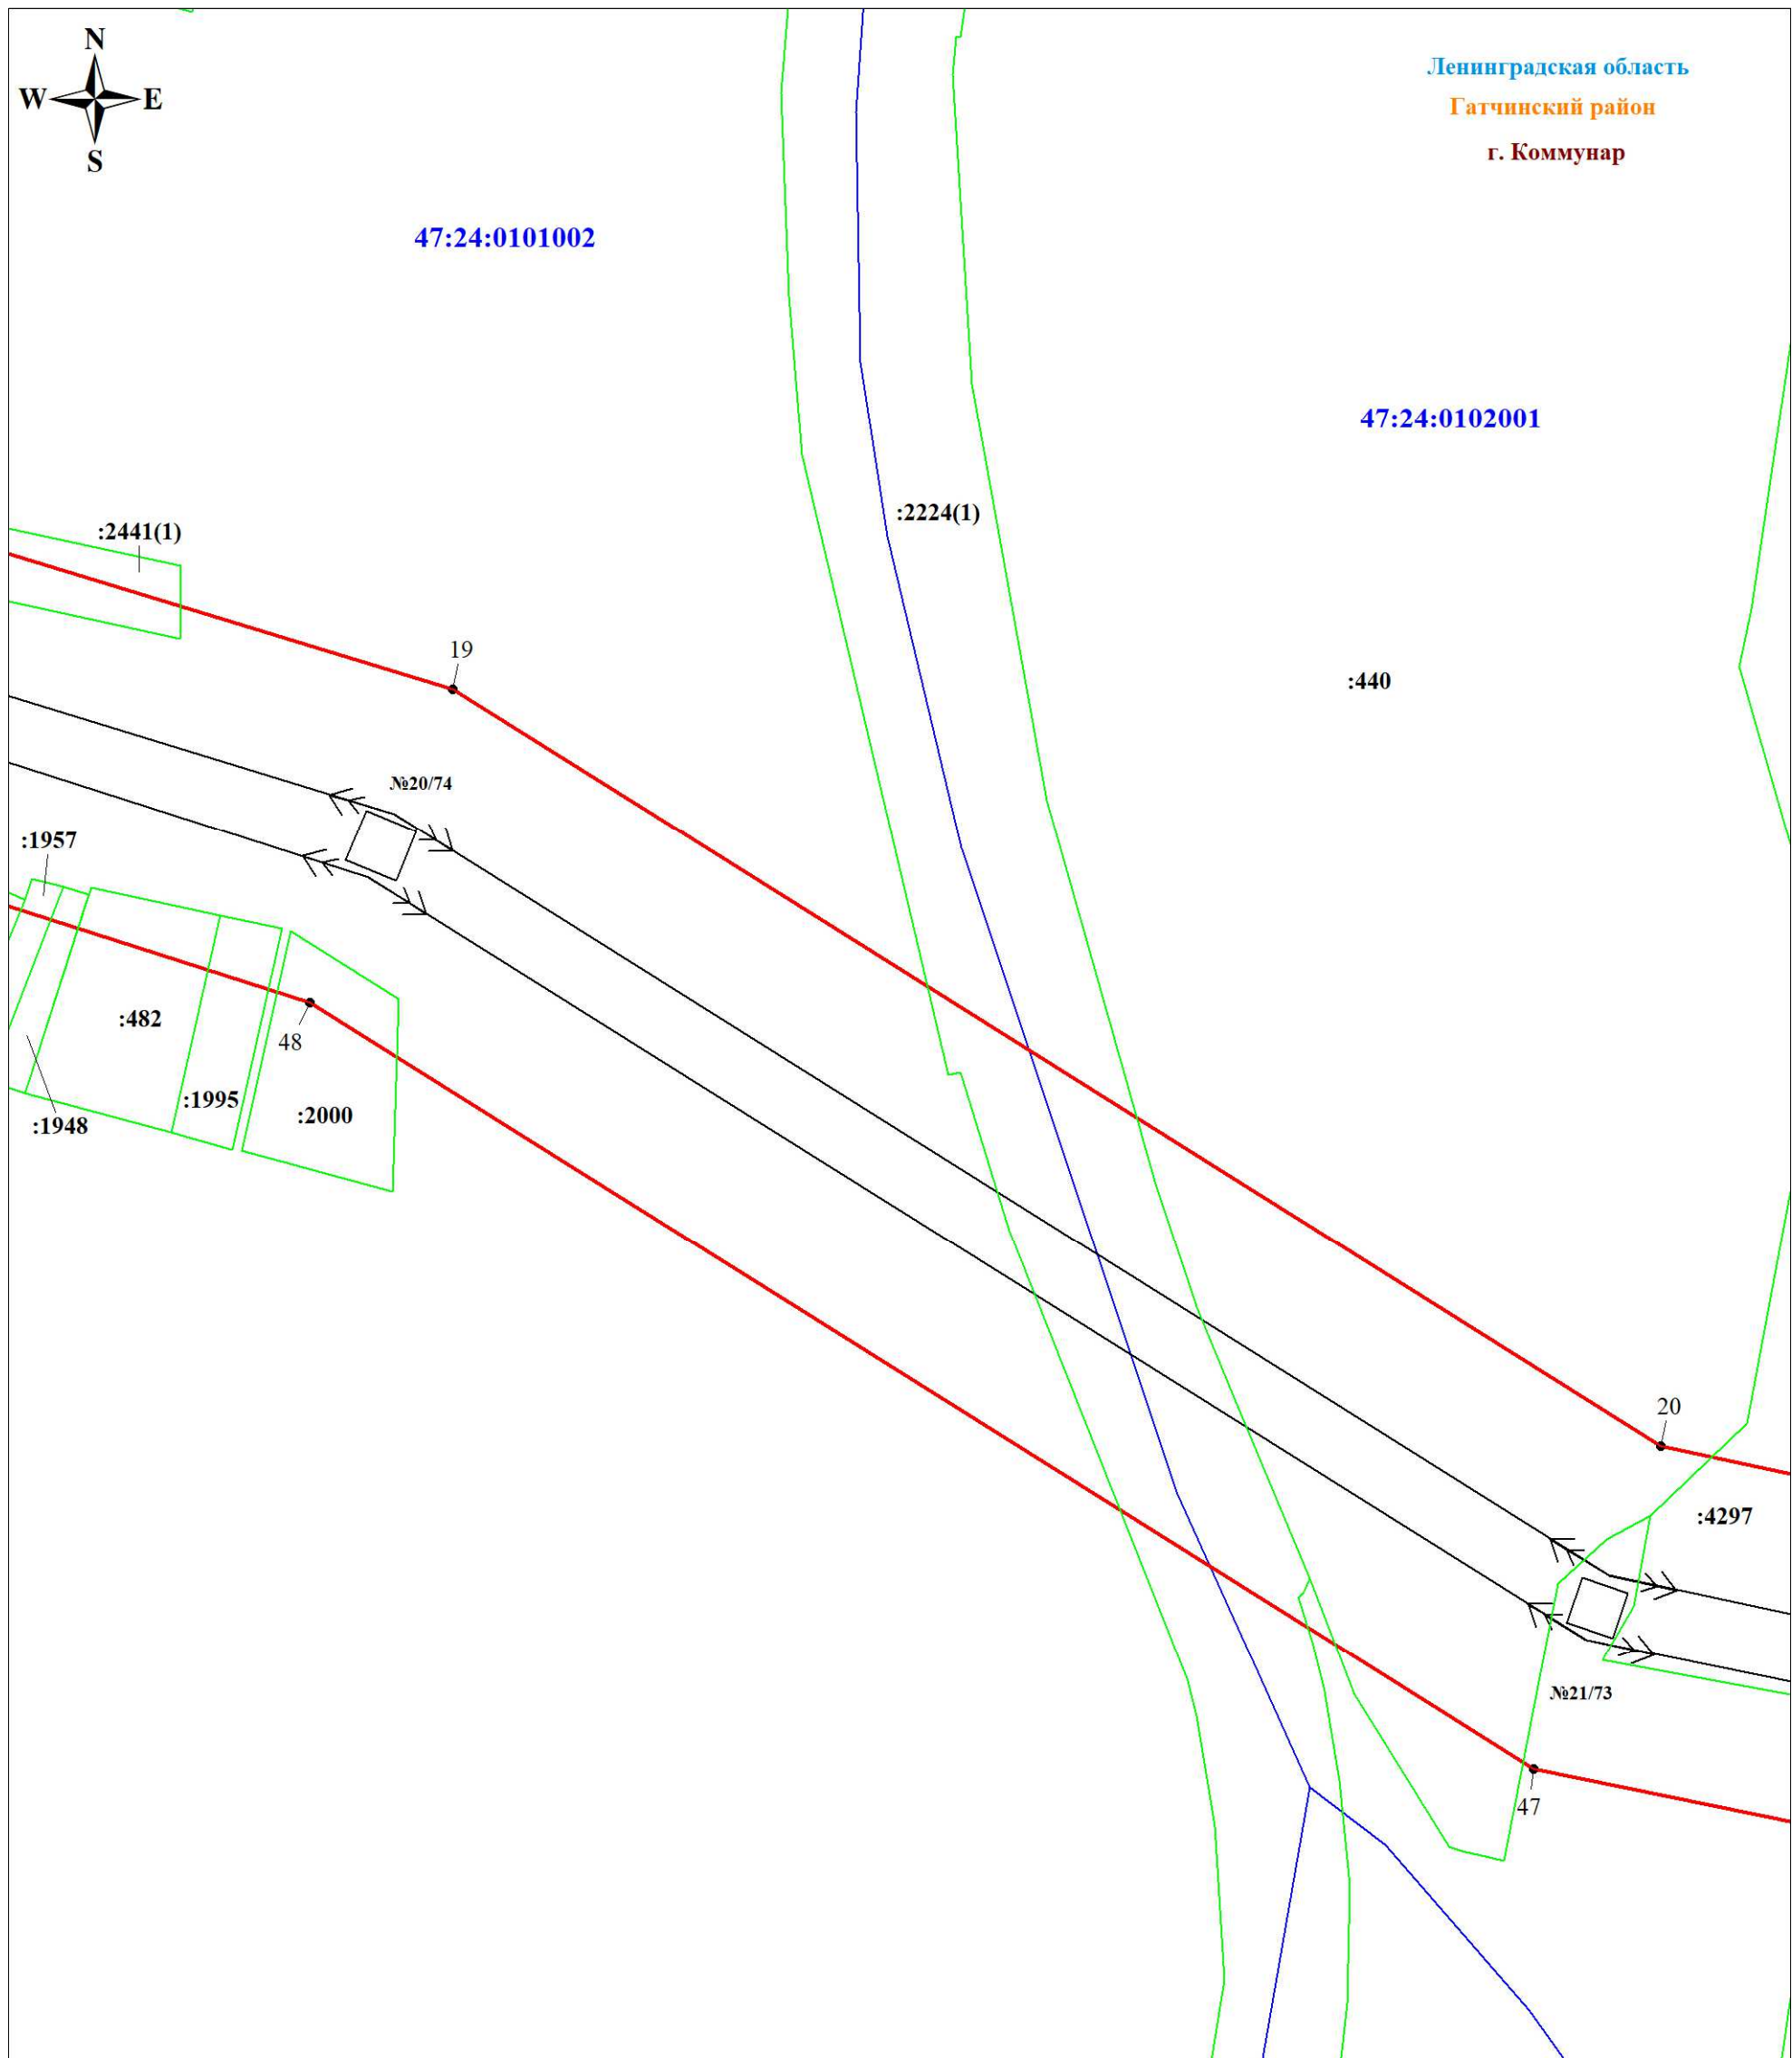 N
W E
S
Ленинградская область
Гатчинский район
г. Коммунар
47:24:0101002
47:24:0102001
:2224(1)
:2441(1)
19
:440
№20/74
:1957
:482
48
:1995
:2000
:1948
20
:4297
№21/73
47